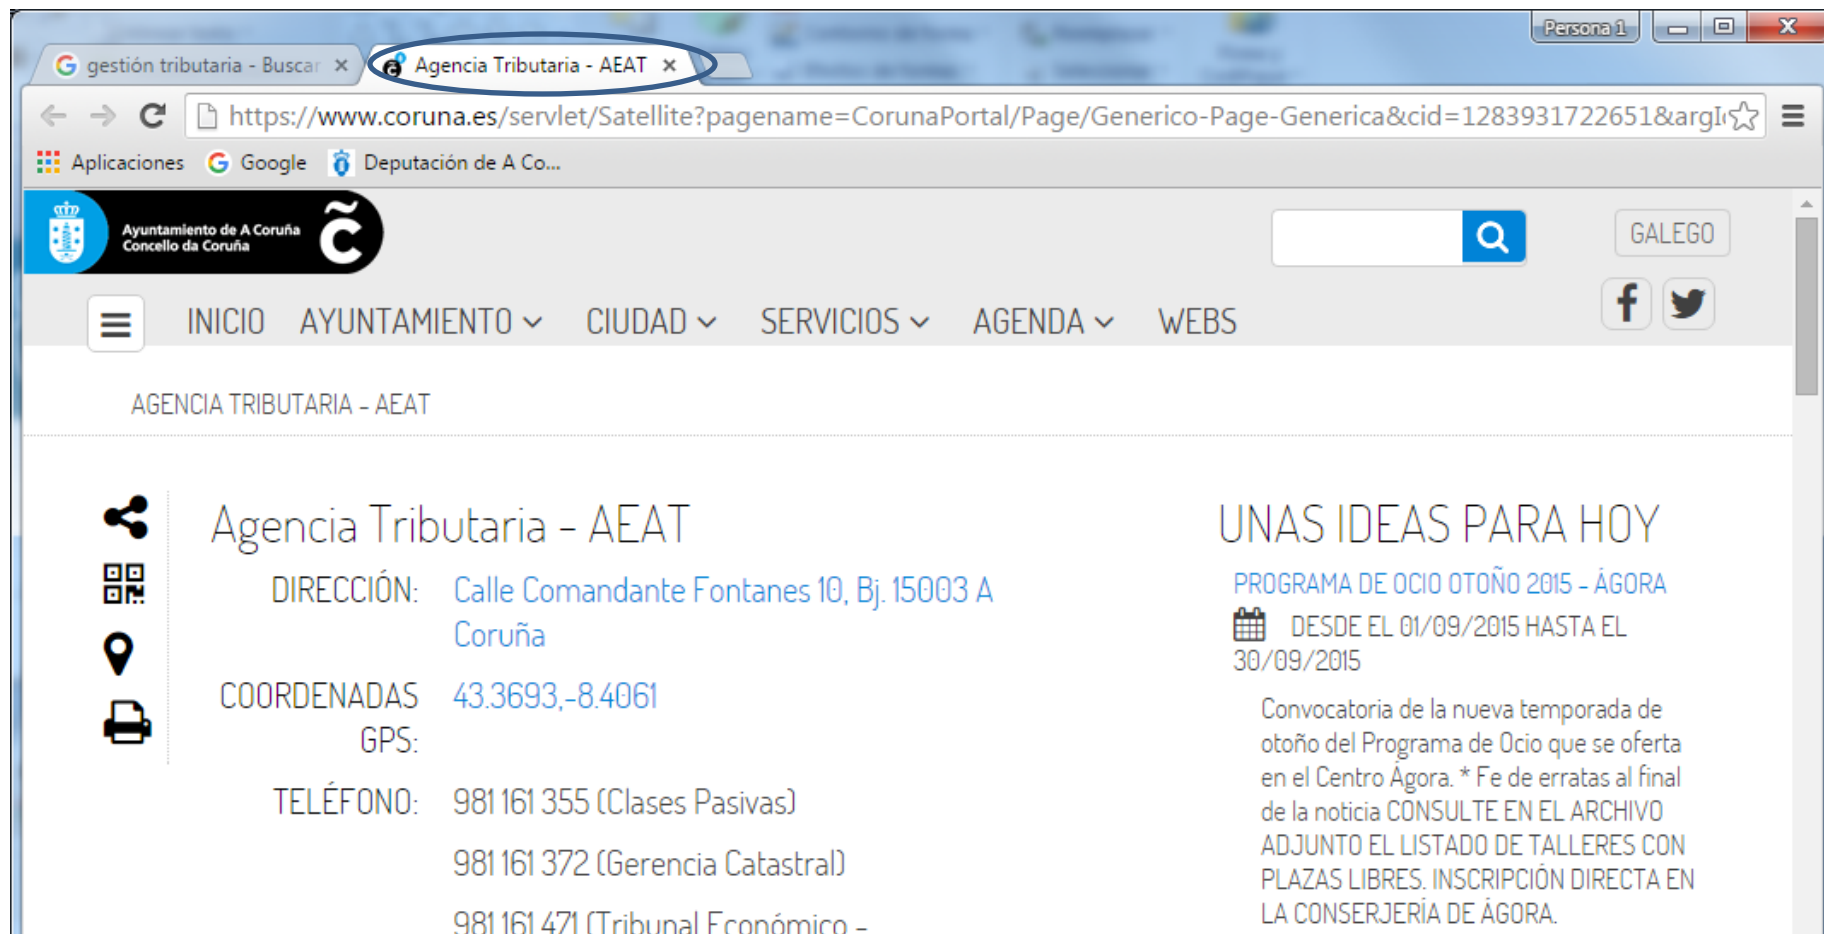 Persona 1
gestión tributaria - Buscar
Agencia Tributaria - AEAT
https://www.coruna.es/servlet/Satellite?pagename=CorunaPortal/Page/Generico-Page-Generica&cid=1283931722651&argI
Aplicaciones Google Deputación de A Co...
Ayuntamiento de A Coruña
Concello da Coruña
GALEGO
INICIO AYUNTAMIENTO CIUDAD SERVICIOS AGENDA WEBS
AGENCIA TRIBUTARIA - AEAT
Agencia Tributaria - AEAT
DIRECCIÓN: Calle Comandante Fontanes 10, Bj. 15003 A
Coruña
COORDENADAS 43.3693,-8.4061
GPS:
TELÉFONO: 981 161 355 (Clases Pasivas)
981 161 372 (Gerencia Catastral)
981 161 471 (Tribunal Económico -
UNAS IDEAS PARA HOY
PROGRAMA DE OCIO OTOÑO 2015 - ÁGORA
DESDE EL 01/09/2015 HASTA EL
30/09/2015
Convocatoria de la nueva temporada de
otoño del Programa de Ocio que se oferta
en el Centro Ágora. * Fe de erratas al final
de la noticia CONSULTE EN EL ARCHIVO
ADJUNTO EL LISTADO DE TALLERES CON
PLAZAS LIBRES. INSCRIPCIÓN DIRECTA EN
LA CONSERJERÍA DE ÁGORA.